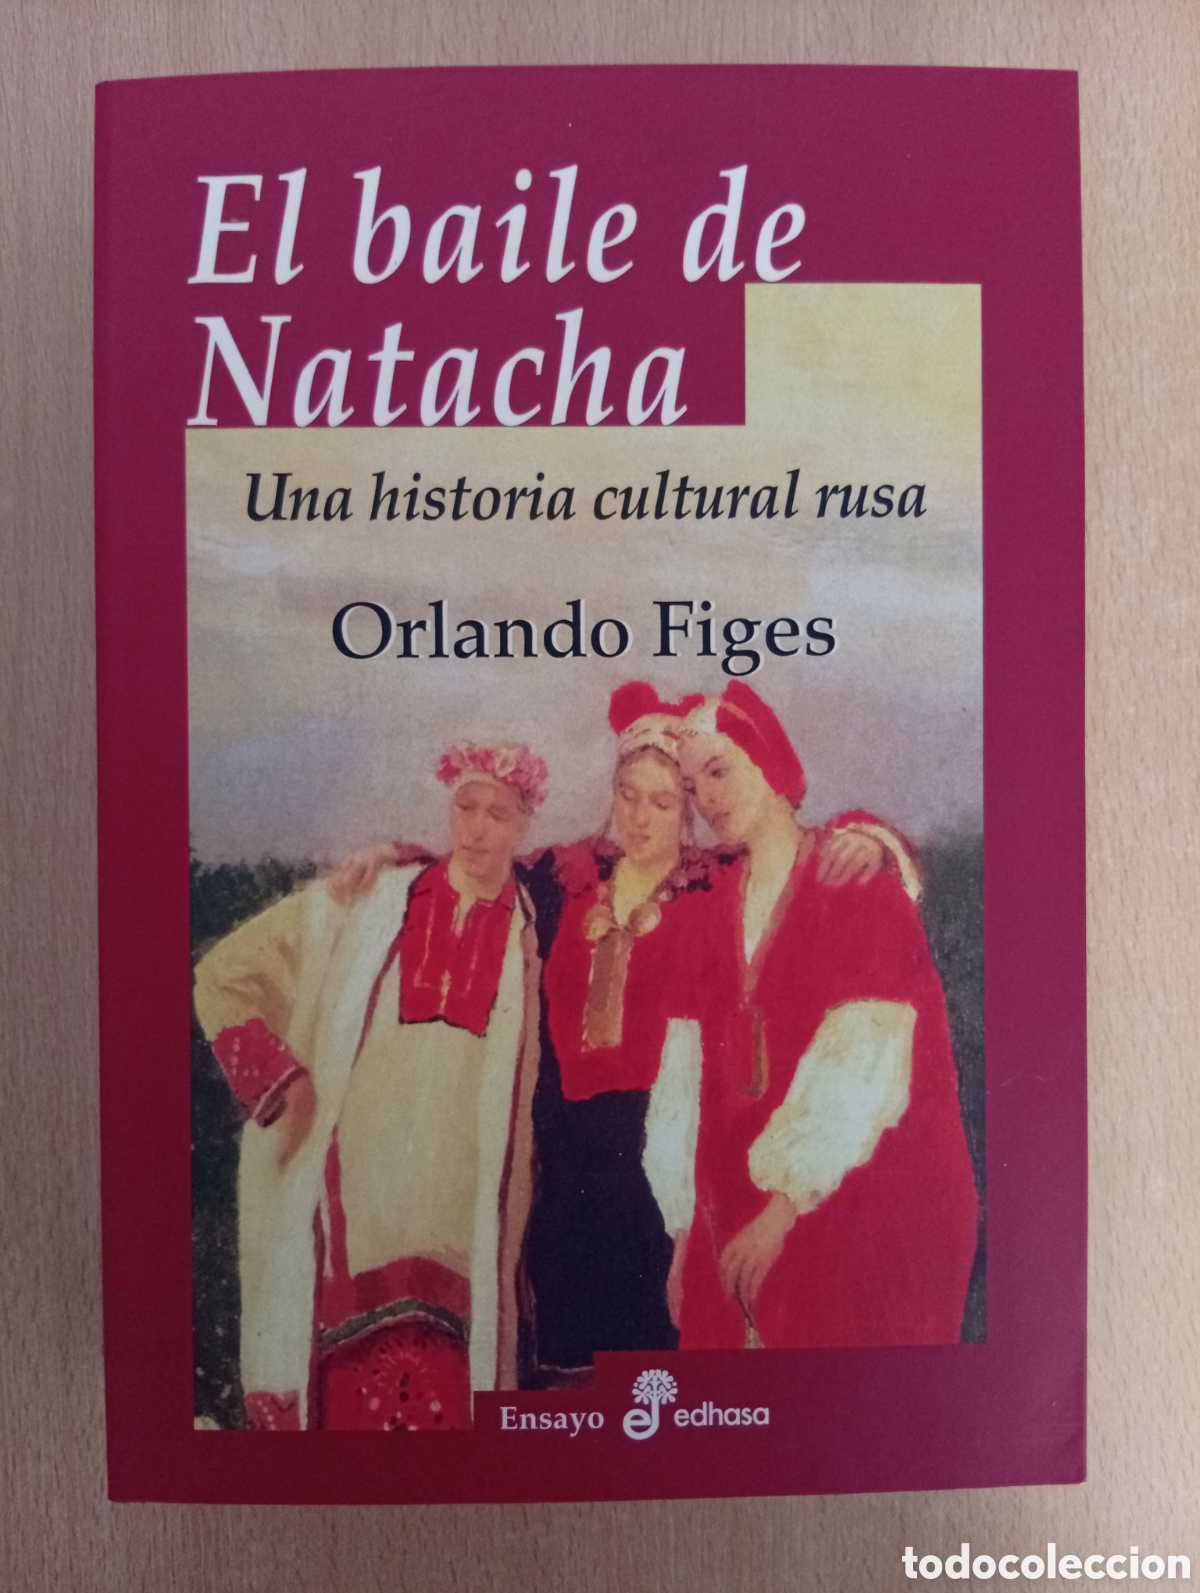 El baile de
Natacha
Una historia cultural rusa
Orlando Figes
Ensayo edhasa
todocoleccion